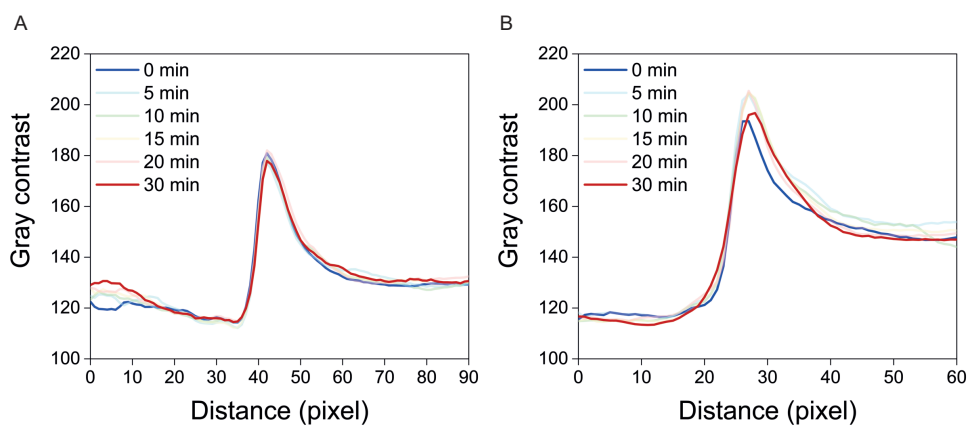 A
220
200
180
160
140
120
100
Gray contrast
0 min
5 min
10 min
15 min
20 min
30 min
0 10 20 30 40 50 60 70 80 90
Distance (pixel)
B
220
200
180
160
140
120
100
Gray contrast
0 min
5 min
10 min
15 min
20 min
30 min
0 10 20 30 40 50 60
Distance (pixel)